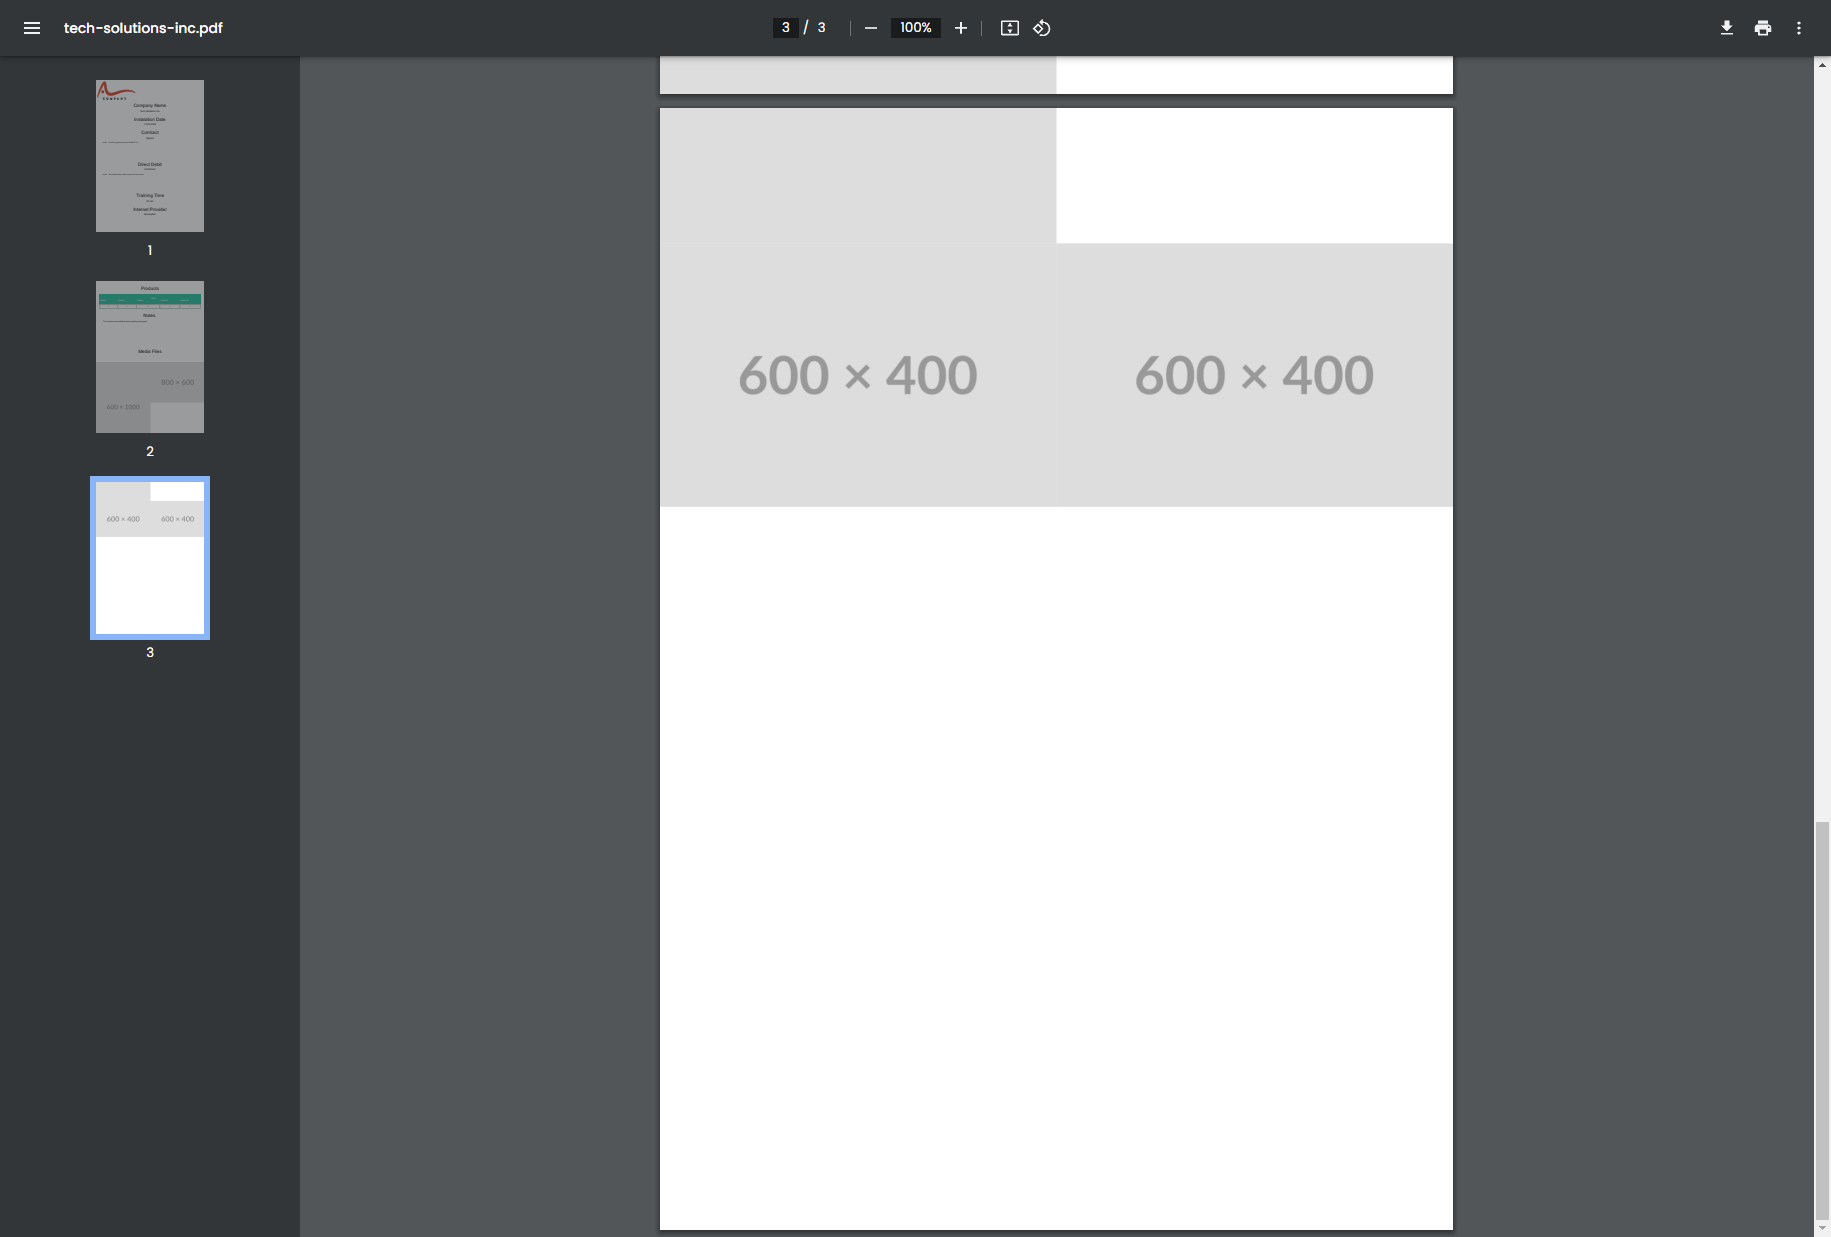 tech-solutions-inc.pdf
3 / 3
100%
COMPANY
Company Name
Installation Date
Contract
Direct Debit
Training Time
Internet Provider
1
Products
Notes
Media Files
800 × 600
600 × 1000
2
600 × 400 600 × 400
3
600 × 400 600 × 400